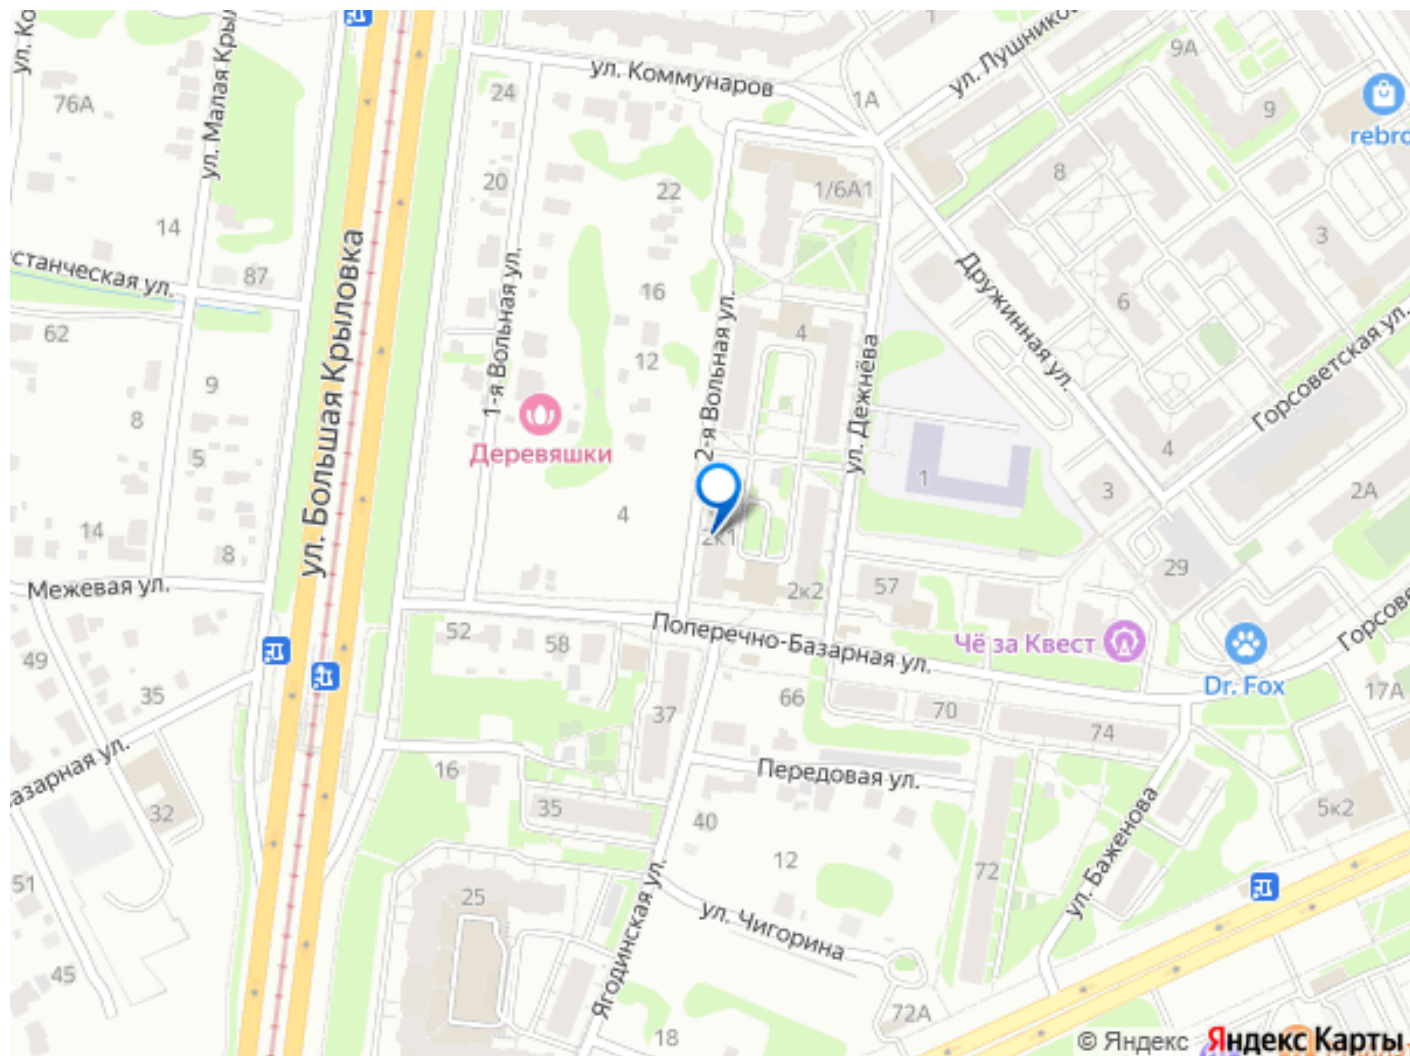 ул. Ко
76А
ул. Малая Кры
24
ул. Коммунаров
1
1А
ул. Лушников
9А
9
rebro
20
22
1/6А1
8
14
3
станческая ул.
87
62
ул. Большая Крыловка
1-я Вольная ул.
16
2-я Вольная ул.
4
Дружинная ул.
6
Горсоветская ул.
12
ул. Дежнёва
9
8
5
Деревяшки
4
1
3
2А
14
8
4
2к1
Межевая ул.
2к2
57
29
52
58
Поперечно-Базарная ул.
Чё за Квест
Dr. Fox
Горсове
49
35
66
37
70
74
17А
азарная ул.
16
Передовая ул.
32
35
40
5к2
51
25
12
72
ул. Баженова
ул. Чигорина
Ягодинская ул.
45
18
72А
© Яндекс
Яндекс Карты